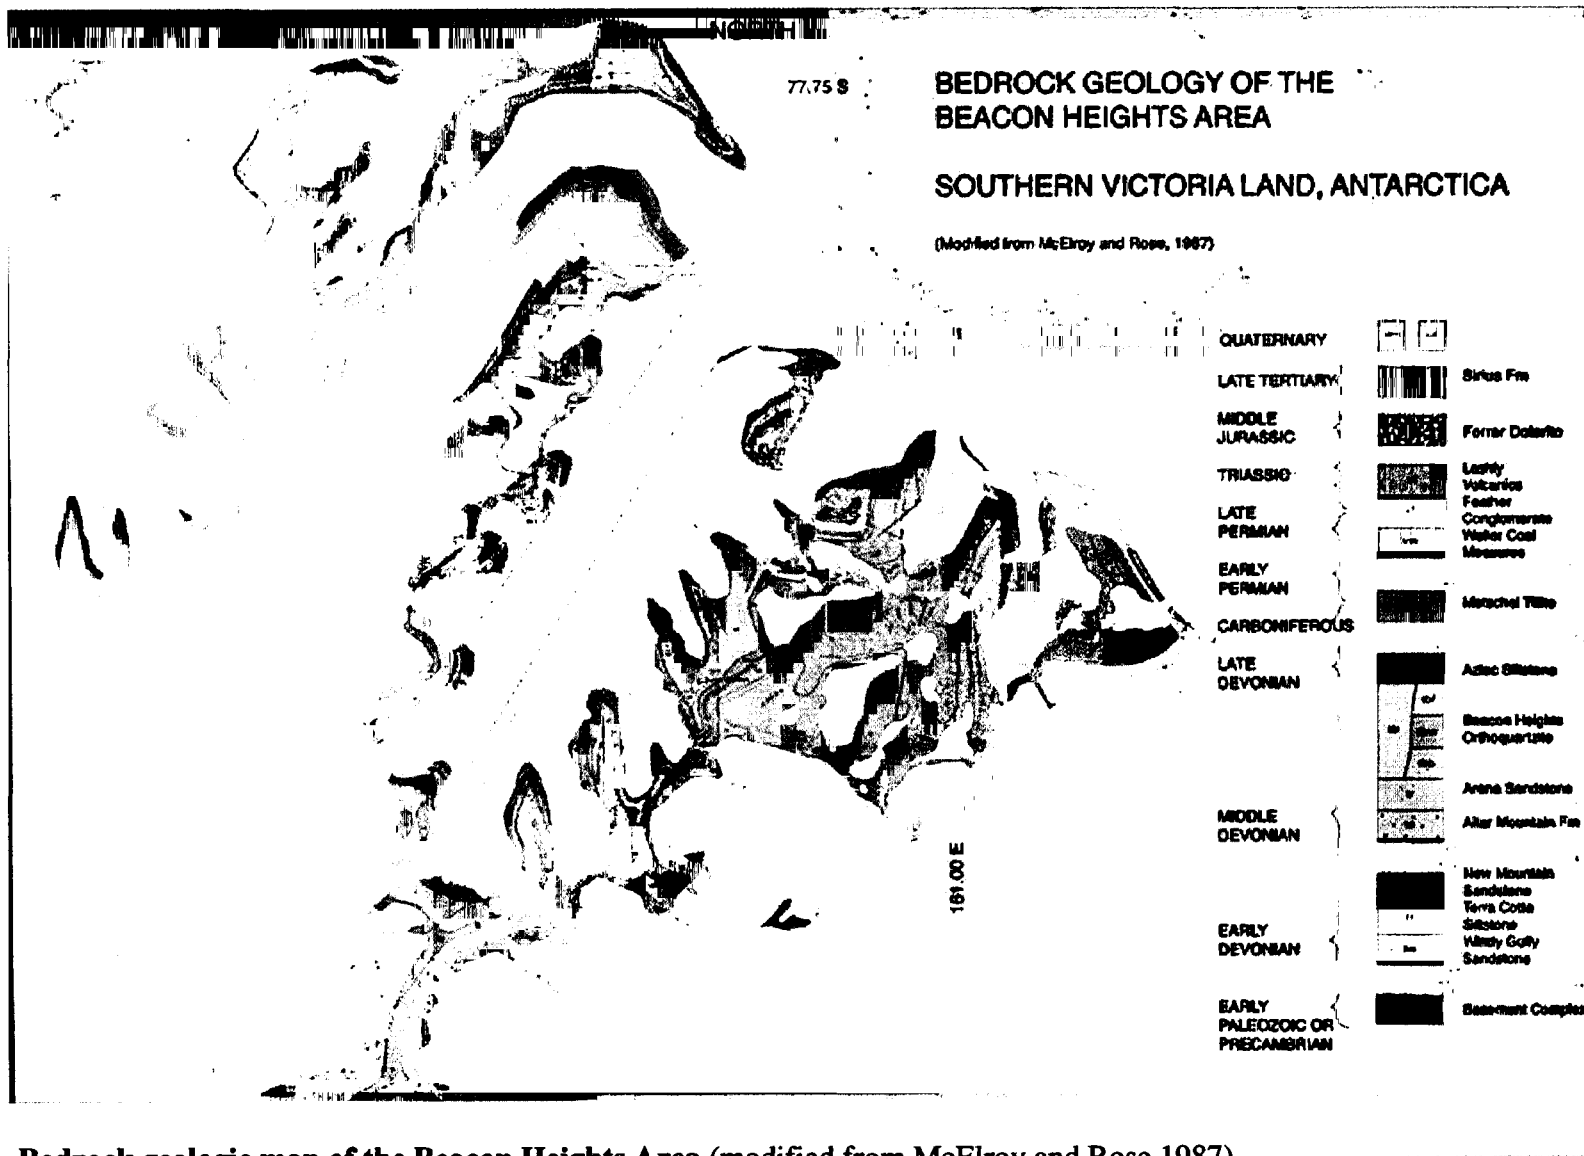 NORTH
77.75 S
BEDROCK GEOLOGY OF THE
BEACON HEIGHTS AREA
SOUTHERN VICTORIA LAND, ANTARCTICA
(Modified from McElroy and Rose, 1987)
QUATERNARY
LATE TERTIARY
Sirius Fm
MIDDLE
JURASSIC
Ferrar Dolerite
TRIASSIC
Lashly
Volcanics
Feather
Conglomerate
LATE
PERMIAN
Weller Coal
Measures
EARLY
PERMIAN
Metschel Tillite
CARBONIFEROUS
LATE
DEVONIAN
Aztec Siltstone
Beacon Heights
Orthoquartzite
Arena Sandstone
MIDDLE
DEVONIAN
Altar Mountain Fm
New Mountain
Sandstone
Terra Cotta
Siltstone
EARLY
DEVONIAN
Windy Gully
Sandstone
EARLY
PALEOZOIC OR
PRECAMBRIAN
Basement Complex
161.00 E
Bedrock geologic map of the Beacon Heights Area (modified from McElroy and Rose 1987)